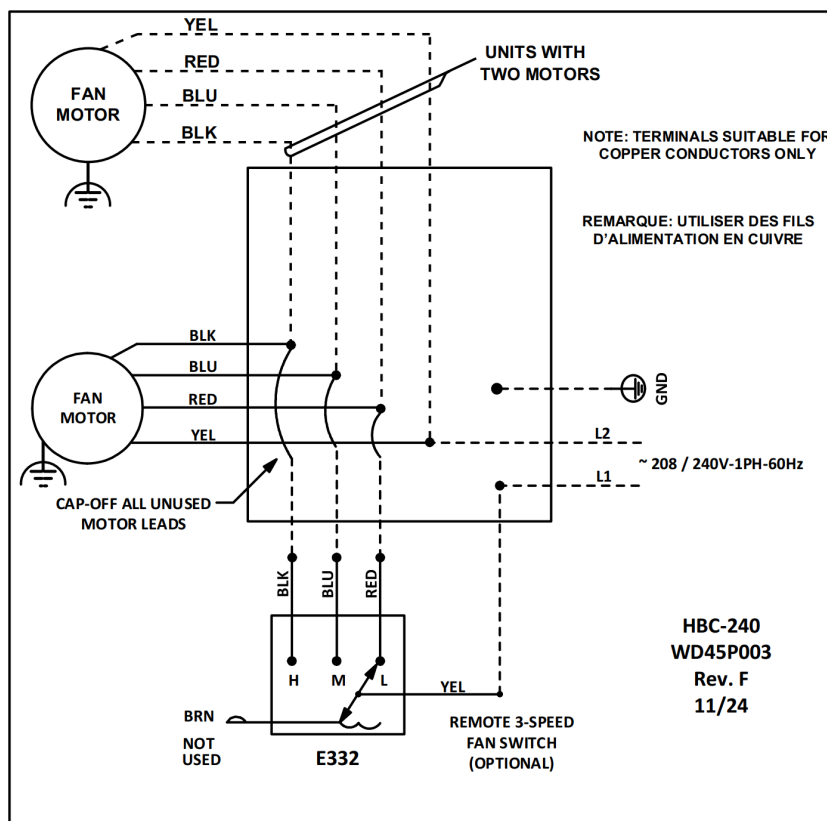 YEL
RED
BLU
BLK
FAN
MOTOR
UNITS WITH
TWO MOTORS
NOTE: TERMINALS SUITABLE FOR
COPPER CONDUCTORS ONLY
REMARQUE: UTILISER DES FILS
D'ALIMENTATION EN CUIVRE
BLK
BLU
RED
YEL
FAN
MOTOR
GND
L2
~ 208 / 240V-1PH-60Hz
L1
CAP-OFF ALL UNUSED
MOTOR LEADS
BLK
BLU
RED
H M L
YEL
BRN
NOT
USED
E332
REMOTE 3-SPEED
FAN SWITCH
(OPTIONAL)
HBC-240
WD45P003
Rev. F
11/24